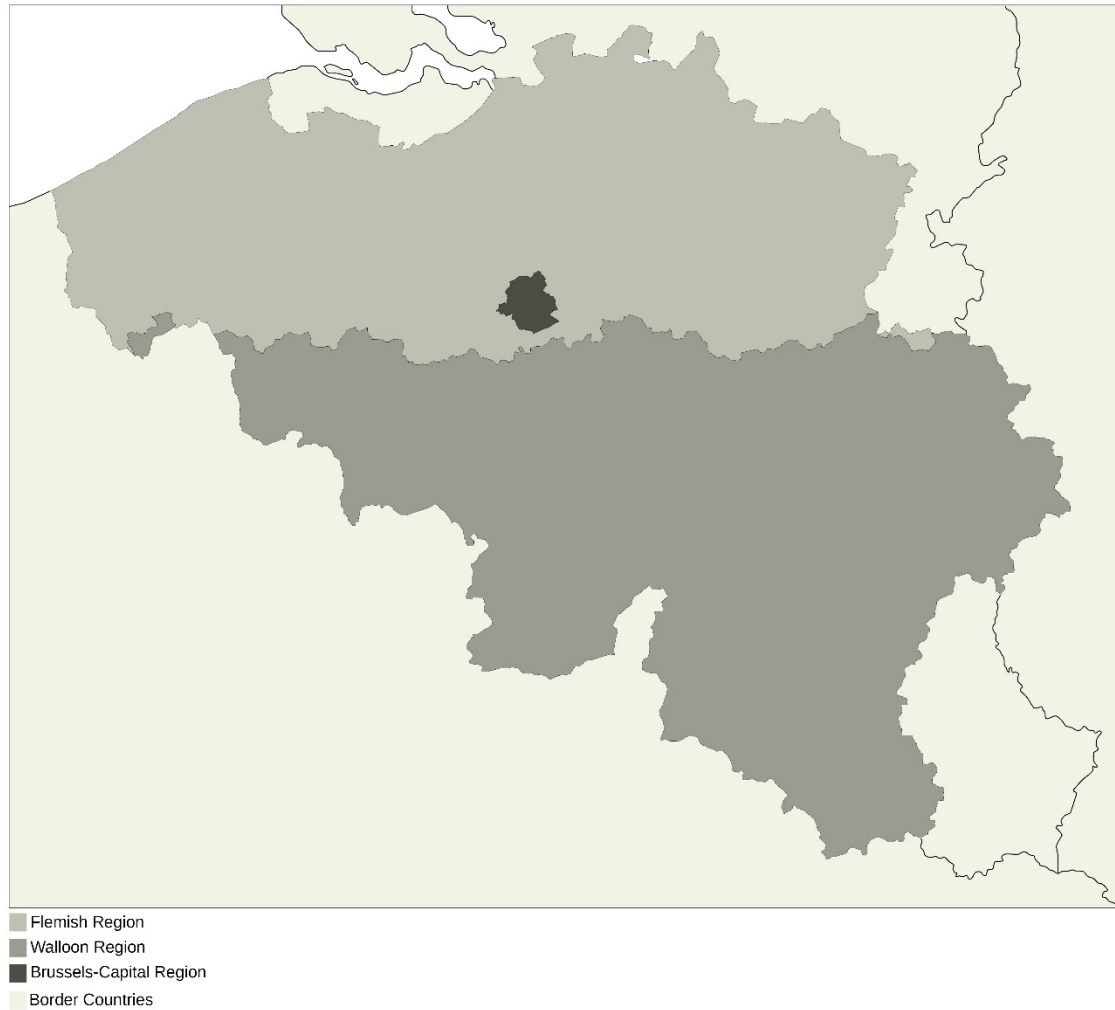 Flemish Region
Walloon Region
Brussels-Capital Region
Border Countries